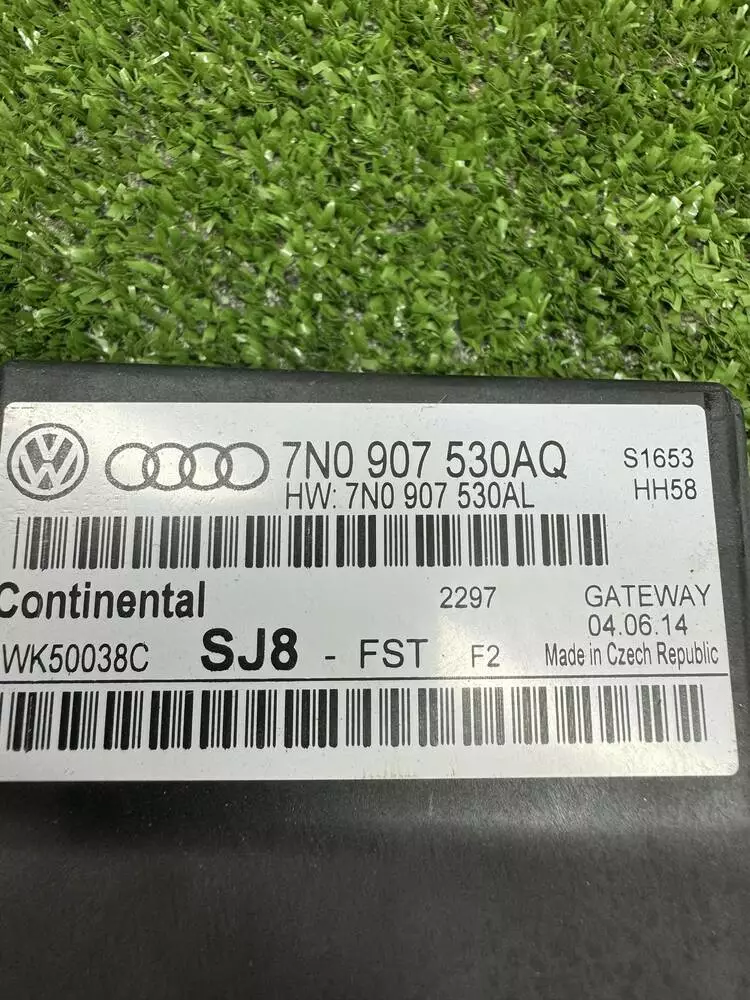 7N0 907 530AQ S1653
HW: 7N0 907 530AL HH58
Continental 2297 GATEWAY
04.06.14
WK50038C SJ8 - FST F2 Made in Czech Republic